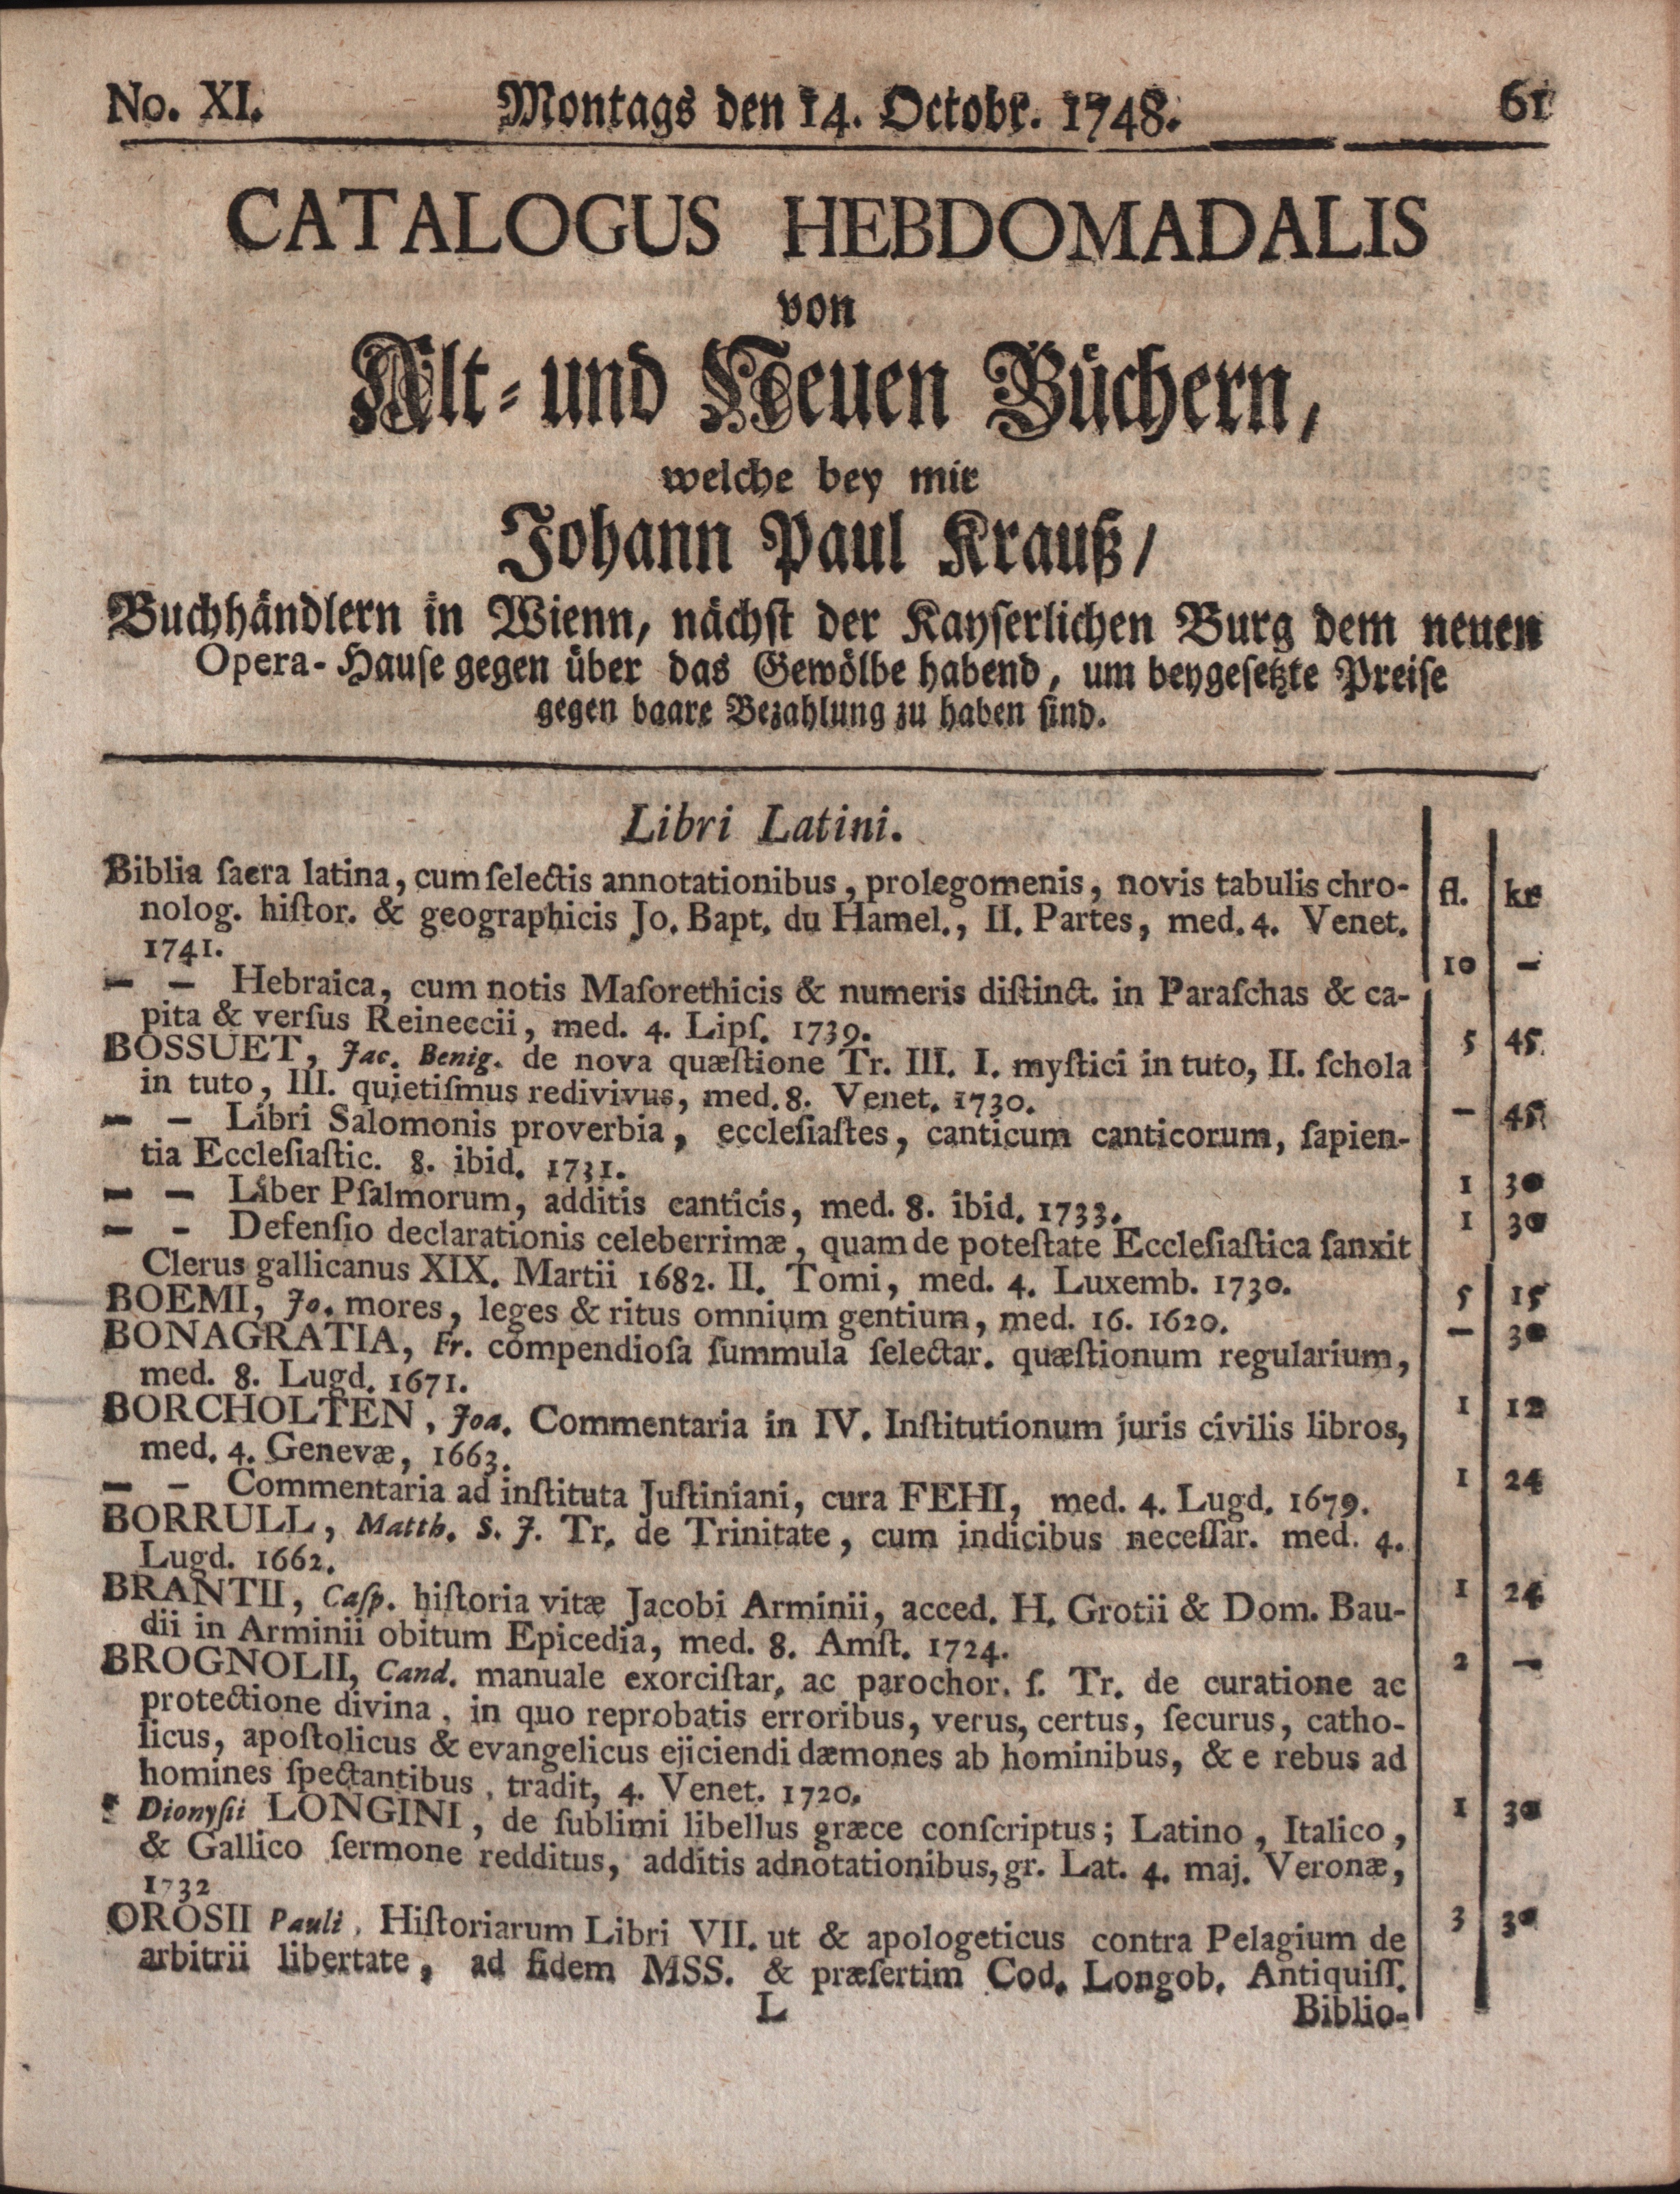 No. XI. Montags den 14. Octobr. 1748. 61
CATALOGUS HEBDOMADALIS
von
Alt- und Neuen Büchern,
welche bey mir
Johann Paul Krauß/
Buchhändlern in Wienn, nächst der Kayserlichen Burg dem neuen
Opera-Hause gegen über das Gewölbe habend, um beygesetzte Preise
gegen baare Bezahlung zu haben sind.
Libri Latini.
fl. kr
Biblia sacra latina, cum selectis annotationibus, prolegomenis, novis tabulis chro-
nolog. histor. & geographicis Jo. Bapt. du Hamel., II. Partes, med. 4. Venet.
1741. 10 —
— — Hebraica, cum notis Masorethicis & numeris distinct. in Paraschas & ca-
pita & versus Reineccii, med. 4. Lips. 1739. 5 45
BOSSUET, Jac. Benig. de nova quæstione Tr. III. I. mystici in tuto, II. schola
in tuto, III. quietismus redivivus, med. 8. Venet. 1730. — 45
— — Libri Salomonis proverbia, ecclesiastes, canticum canticorum, sapien-
tia Ecclesiastic. 8. ibid. 1731. 1 30
— — Liber Psalmorum, additis canticis, med. 8. ibid. 1733. 1 30
— — Defensio declarationis celeberrimæ, quam de potestate Ecclesiastica sanxit
Clerus gallicanus XIX. Martii 1682. II. Tomi, med. 4. Luxemb. 1730. 5 15
BOEMI, Jo. mores, leges & ritus omnium gentium, med. 16. 1620. — 30
BONAGRATIA, Fr. compendiosa summula selectar. quæstionum regularium,
med. 8. Lugd. 1671. 1 12
BORCHOLTEN, Joa. Commentaria in IV. Institutionum juris civilis libros,
med. 4. Genevæ, 1663. 1 24
— — Commentaria ad instituta Justiniani, cura FEHI, med. 4. Lugd. 1679.
BORRULL, Matth. S. J. Tr. de Trinitate, cum indicibus necessar. med. 4.
Lugd. 1662. 1 24
BRANTII, Casp. historia vitæ Jacobi Arminii, acced. H. Grotii & Dom. Bau-
dii in Arminii obitum Epicedia, med. 8. Amst. 1724. 2 —
BROGNOLII, Cand. manuale exorcistar. ac parochor. s. Tr. de curatione ac
protectione divina, in quo reprobatis erroribus, verus, certus, securus, catho-
licus, apostolicus & evangelicus ejiciendi dæmones ab hominibus, & e rebus ad
homines spectantibus, tradit, 4. Venet. 1720. 1 30
Dionysii LONGINI, de sublimi libellus græce conscriptus; Latino, Italico,
& Gallico sermone redditus, additis adnotationibus, gr. Lat. 4. maj. Veronæ,
1732 3 30
OROSII Pauli, Historiarum Libri VII. ut & apologeticus contra Pelagium de
arbitrii libertate, ad fidem MSS. & præsertim Cod. Longob. Antiquiss.
L Biblio-